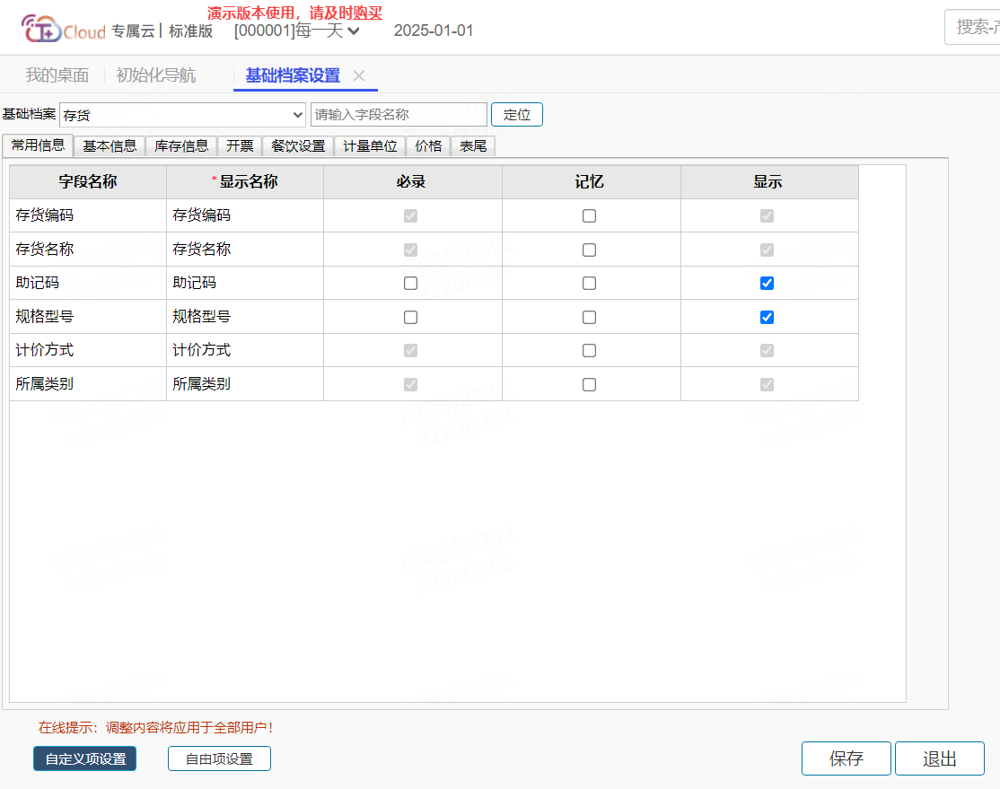 演示版本使用，请及时购买
Cloud 专属云 | 标准版 [000001]每一天 2025-01-01 搜索-产
我的桌面 初始化导航 基础档案设置
基础档案 存货 请输入字段名称 定位
常用信息 基本信息 库存信息 开票 餐饮设置 计量单位 价格 表尾
字段名称 *显示名称 必录 记忆 显示
存货编码 存货编码
存货名称 存货名称
助记码 助记码
规格型号 规格型号
计价方式 计价方式
所属类别 所属类别
在线提示：调整内容将应用于全部用户！
自定义项设置 自由项设置 保存 退出